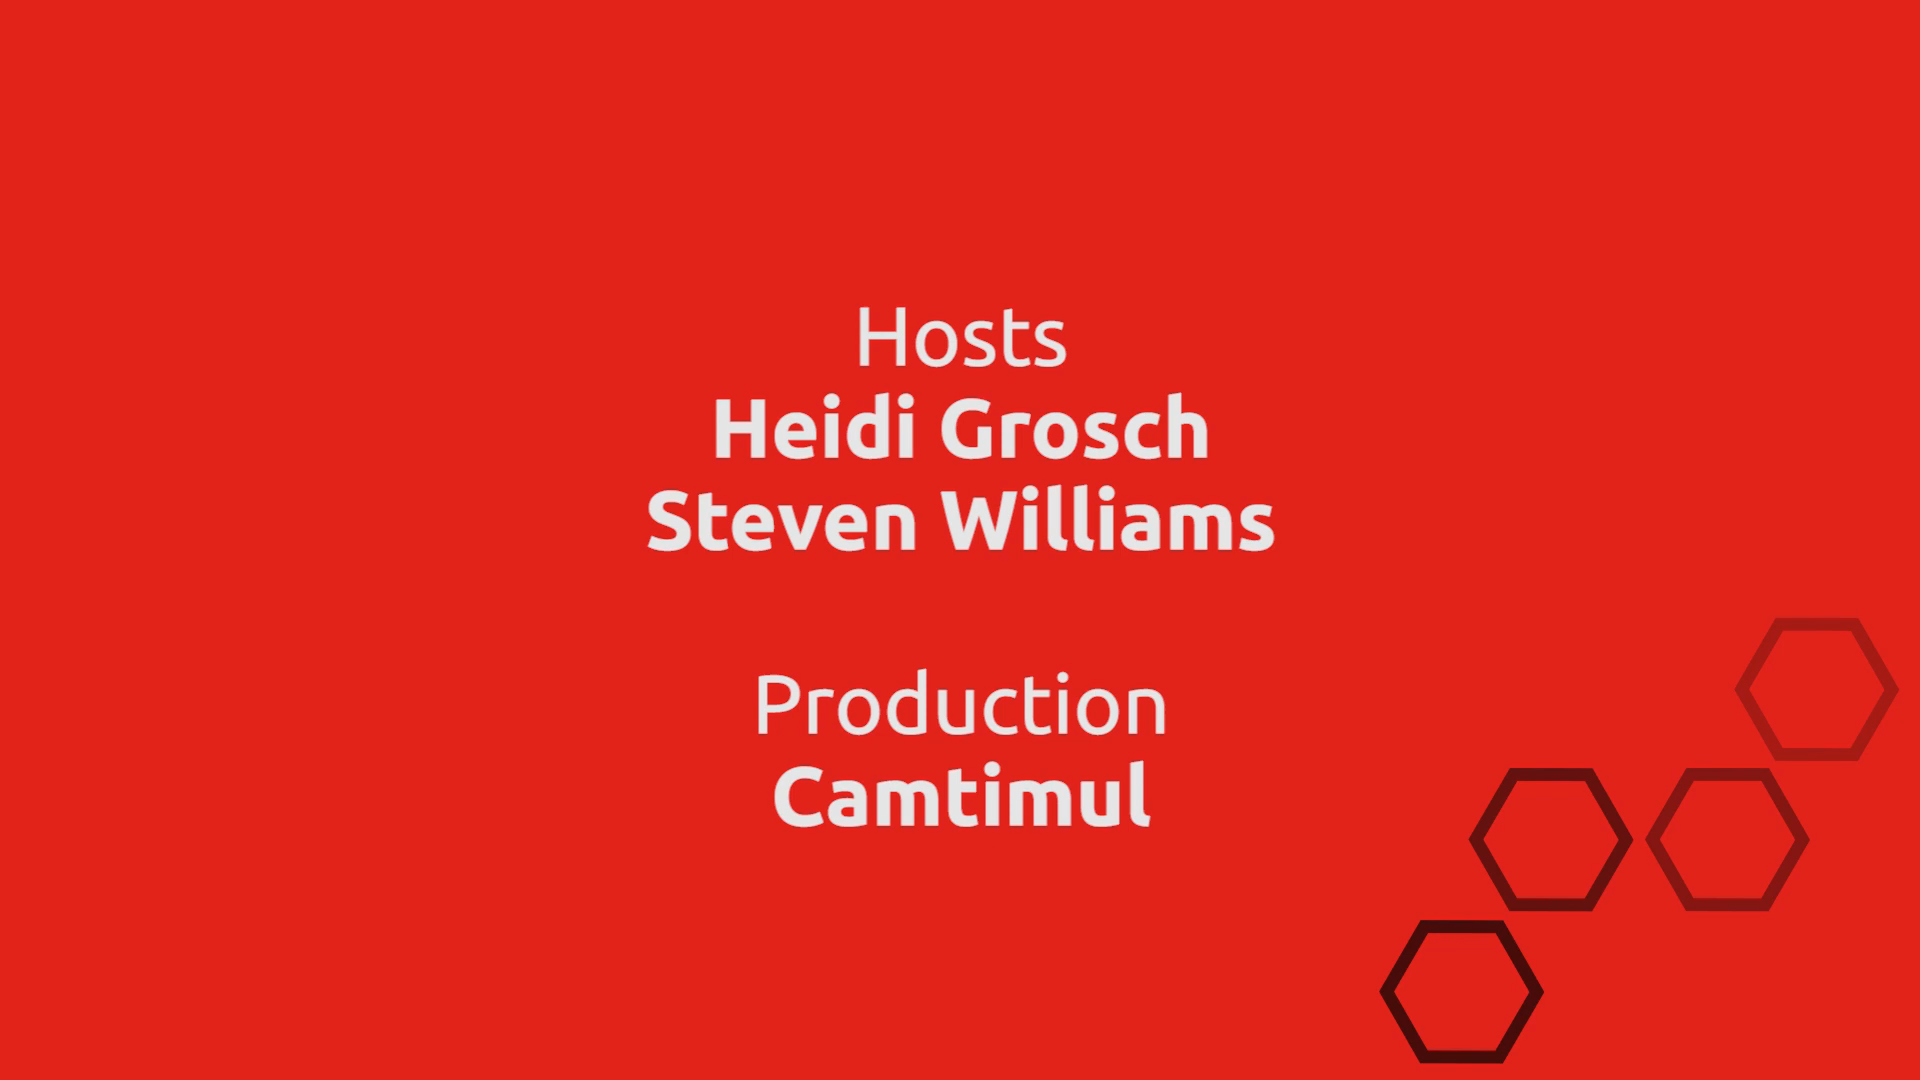 Hosts
Heidi Grosch
Steven Williams
Production
Camtimul